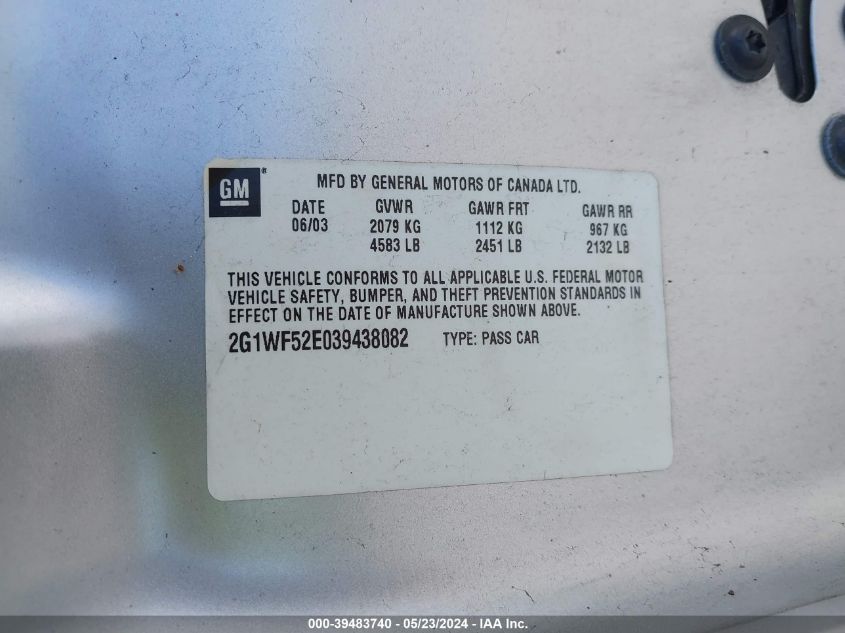 GM ®
MFD BY GENERAL MOTORS OF CANADA LTD.
DATE GVWR GAWR FRT GAWR RR
06/03 2079 KG 1112 KG 967 KG
4583 LB 2451 LB 2132 LB
THIS VEHICLE CONFORMS TO ALL APPLICABLE U.S. FEDERAL MOTOR
VEHICLE SAFETY, BUMPER, AND THEFT PREVENTION STANDARDS IN
EFFECT ON THE DATE OF MANUFACTURE SHOWN ABOVE.
2G1WF52E039438082 TYPE: PASS CAR
000-39483740 - 05/23/2024 - IAA Inc.